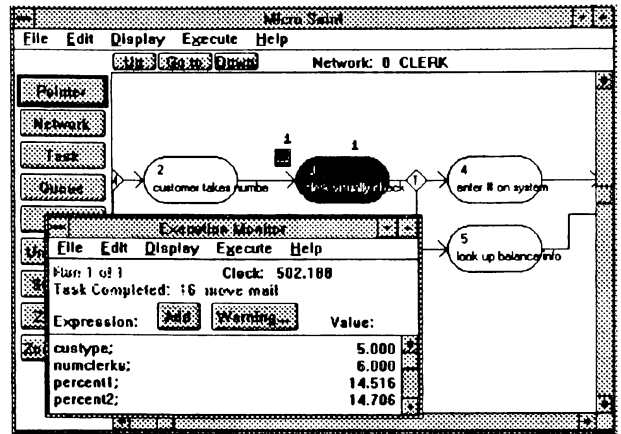 Micro Saint
File Edit Display Execute Help
Up Go to Down Network: 0 CLERK
Pointer
Network
Task
Queue
1 1
2
customer takes numbe
3
4
enter # on system
5
look up balance info
Execution Monitor
File Edit Display Execute Help
Run 1 of 1 Clock: 502.188
Task Completed: 16 move mail
Expression: Add Warning... Value:
custype; 5.000
numclerks; 6.000
percent1; 14.516
percent2; 14.706